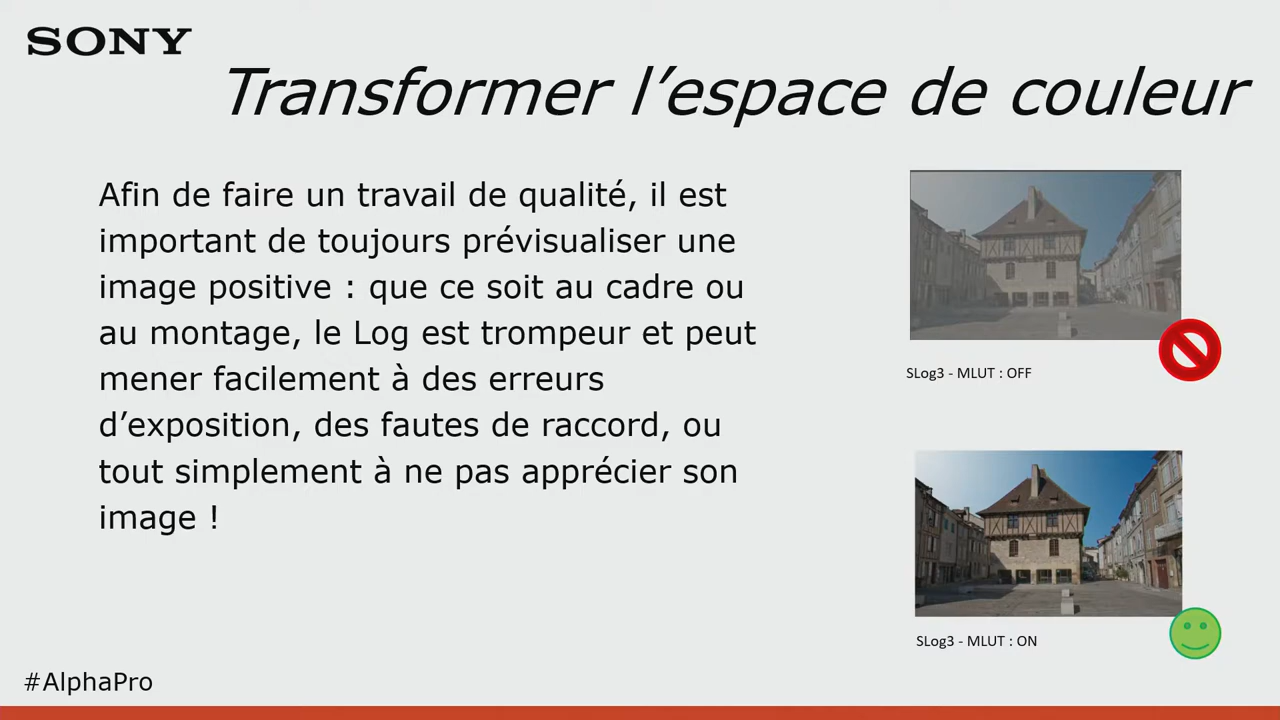 SONY
Transformer l’espace de couleur
Afin de faire un travail de qualité, il est
important de toujours prévisualiser une
image positive : que ce soit au cadre ou
au montage, le Log est trompeur et peut
mener facilement à des erreurs
d’exposition, des fautes de raccord, ou
tout simplement à ne pas apprécier son
image !
SLog3 - MLUT : OFF
SLog3 - MLUT : ON
#AlphaPro